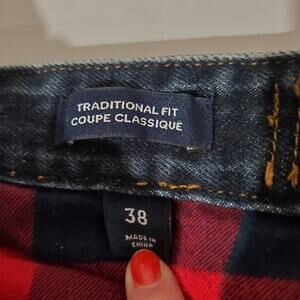 TRADITIONAL FIT
COUPE CLASSIQUE
38
MADE IN
CHINA